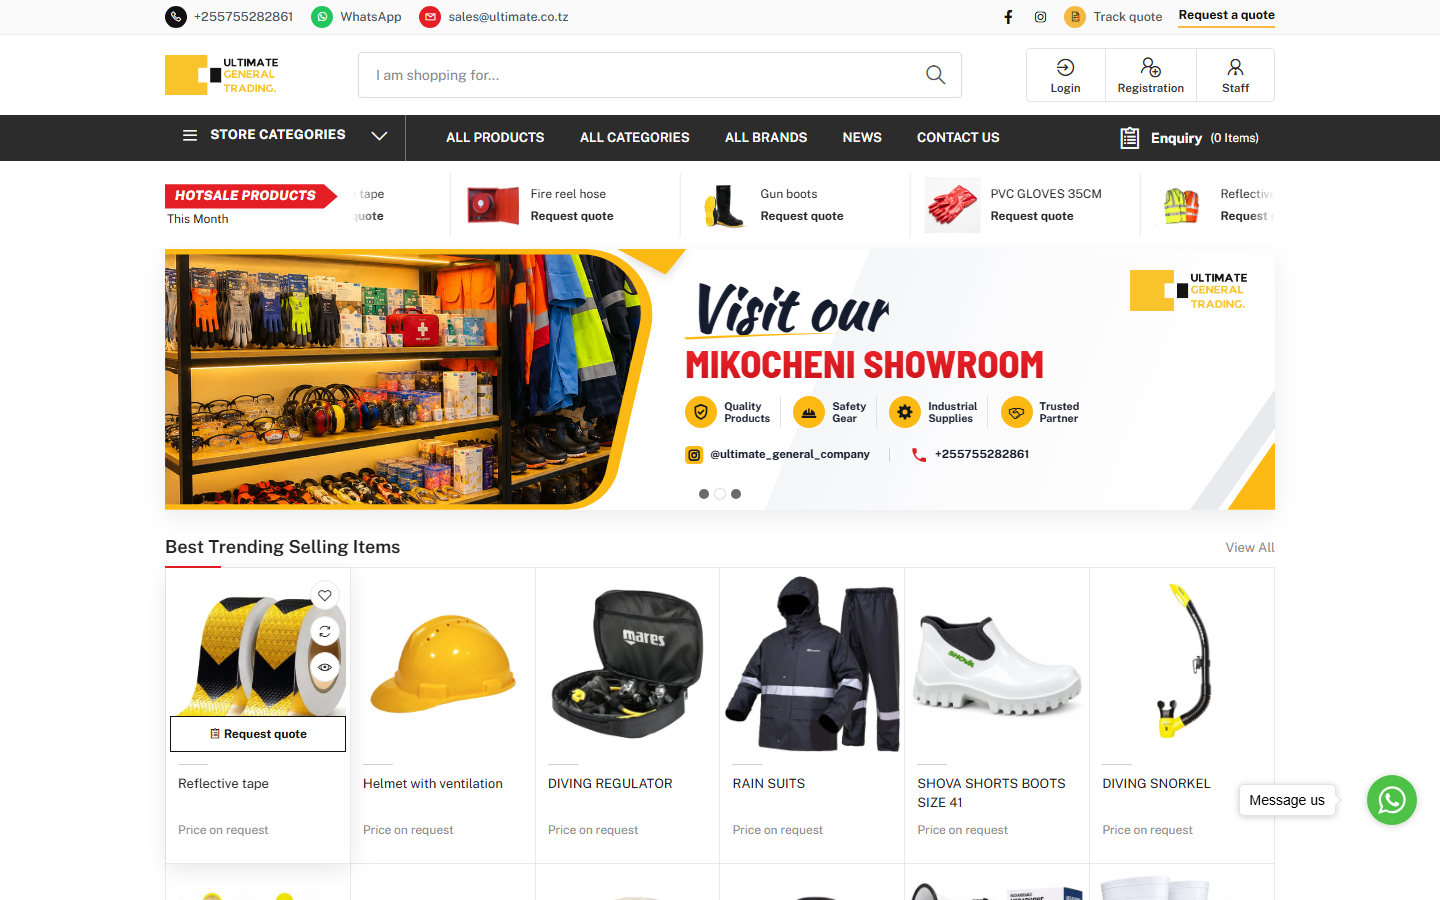 +255755282861 WhatsApp sales@ultimate.co.tz Track quote Request a quote
ULTIMATE
GENERAL
TRADING.
I am shopping for...
Login Registration Staff
STORE CATEGORIES ALL PRODUCTS ALL CATEGORIES ALL BRANDS NEWS CONTACT US Enquiry (0 Items)
HOTSALE PRODUCTS
This Month
tape
quote
Fire reel hose
Request quote
Gun boots
Request quote
PVC GLOVES 35CM
Request quote
Reflective
Request
Visit our
MIKOCHENI SHOWROOM
Quality
Products
Safety
Gear
Industrial
Supplies
Trusted
Partner
@ultimate_general_company +255755282861
ULTIMATE
GENERAL
TRADING.
Best Trending Selling Items View All
mares
SHOVA
Request quote
Reflective tape
Price on request
Helmet with ventilation
Price on request
DIVING REGULATOR
Price on request
RAIN SUITS
Price on request
SHOVA SHORTS BOOTS
SIZE 41
Price on request
DIVING SNORKEL
Price on request
Message us